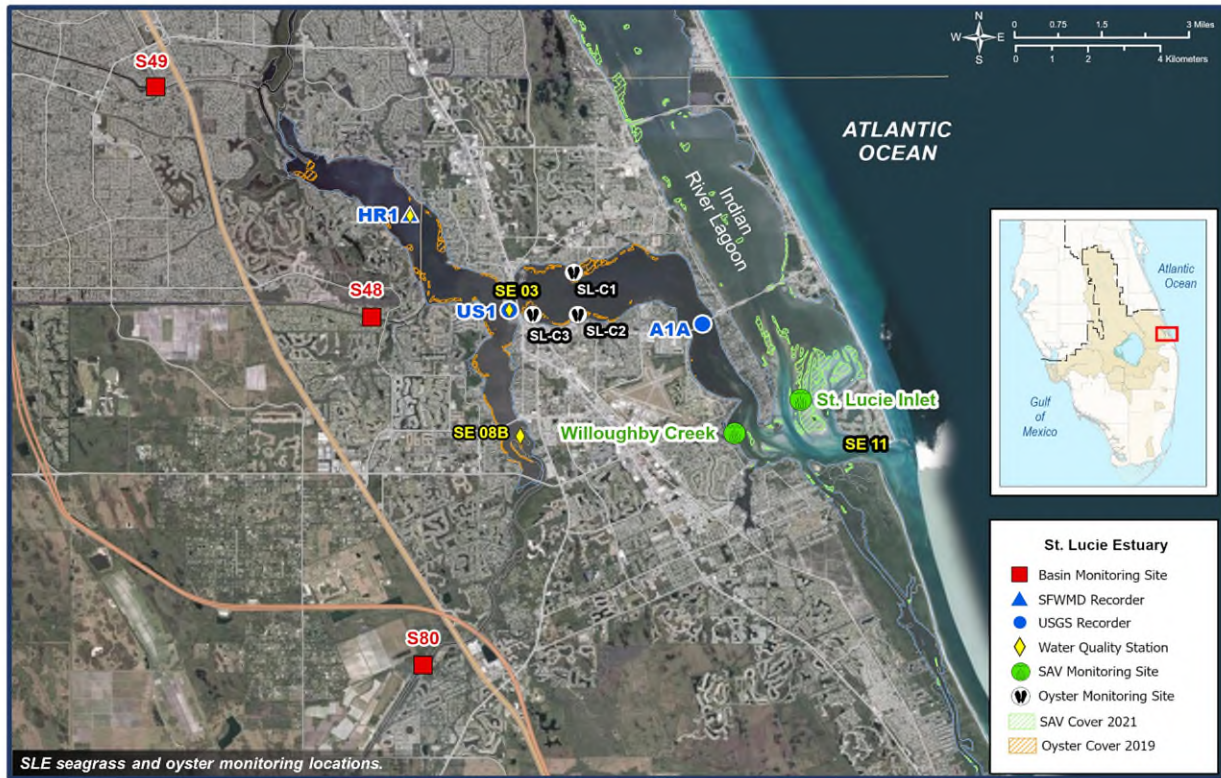 N
W E
S
0 0.75 1.5 3 Miles
0 1 2 4 Kilometers
S49
ATLANTIC
OCEAN
Indian
River Lagoon
HR1
S48
SE 03
US1
SL-C1
SL-C3
SL-C2
A1A
St. Lucie Inlet
Willoughby Creek
SE 08B
SE 11
S80
Atlantic
Ocean
Gulf
of
Mexico
St. Lucie Estuary
Basin Monitoring Site
SFWMD Recorder
USGS Recorder
Water Quality Station
SAV Monitoring Site
Oyster Monitoring Site
SAV Cover 2021
Oyster Cover 2019
SLE seagrass and oyster monitoring locations.